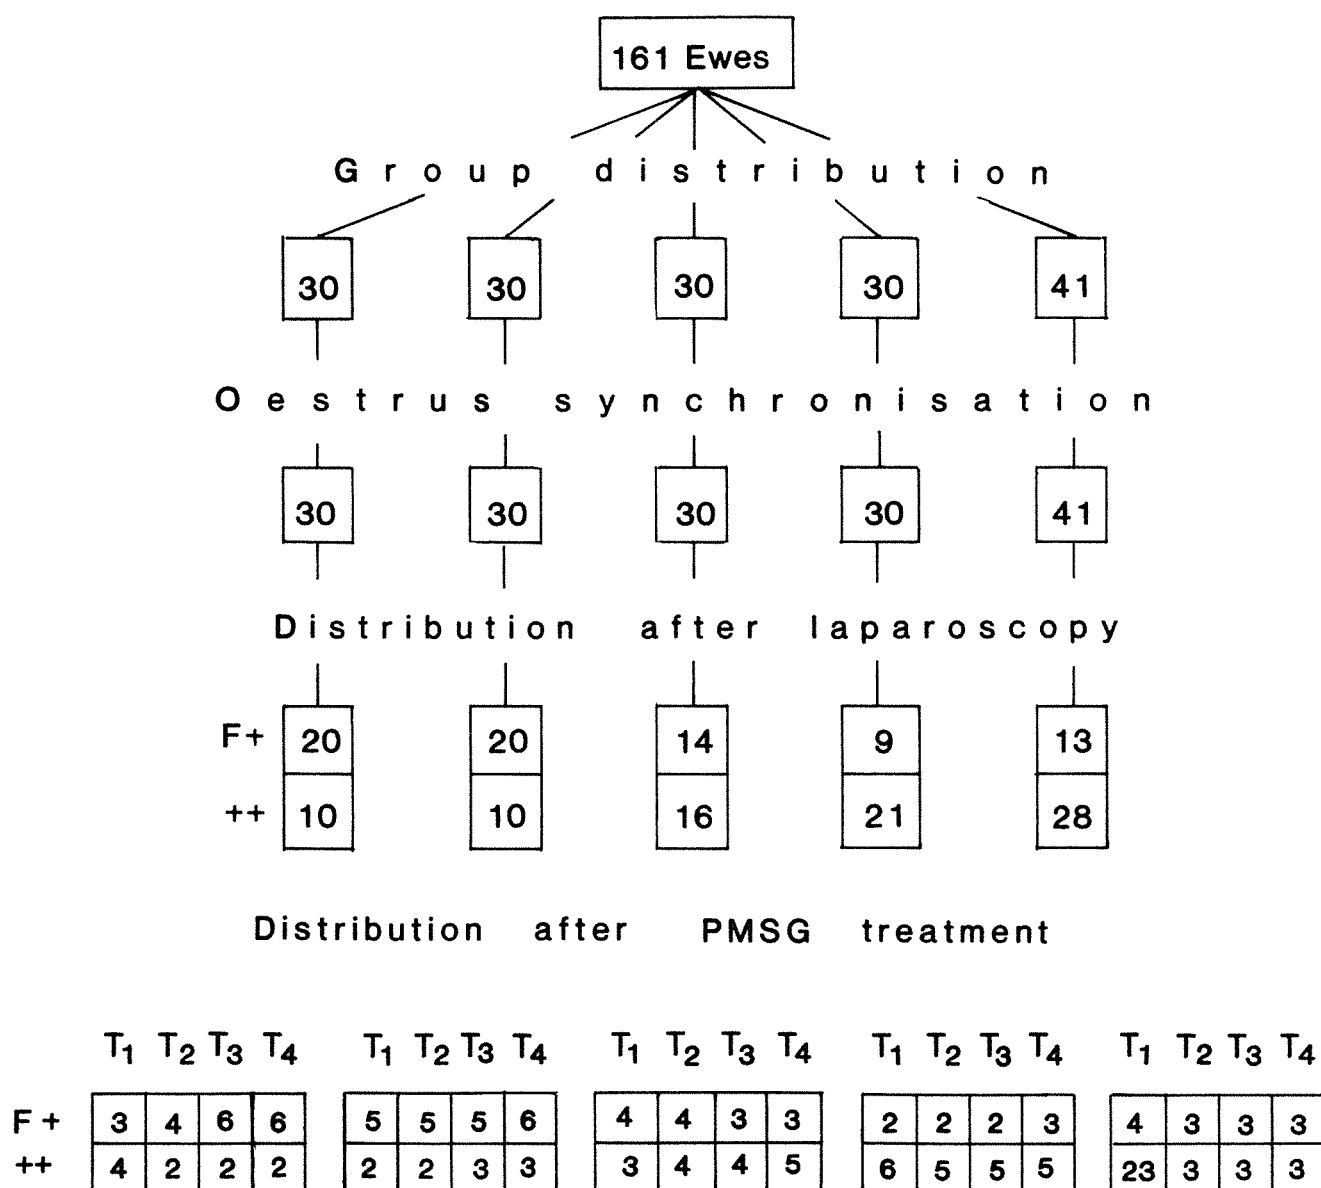 161 Ewes
Group distribution
30 30 30 30 41
Oestrus synchronisation
30 30 30 30 41
Distribution after laparoscopy
F+ 20 20 14 9 13
++ 10 10 16 21 28
Distribution after PMSG treatment
T1 T2 T3 T4 T1 T2 T3 T4 T1 T2 T3 T4 T1 T2 T3 T4 T1 T2 T3 T4
F+ 3 4 6 6 5 5 5 6 4 4 3 3 2 2 2 3 4 3 3 3
++ 4 2 2 2 2 2 3 3 3 4 4 5 6 5 5 5 23 3 3 3